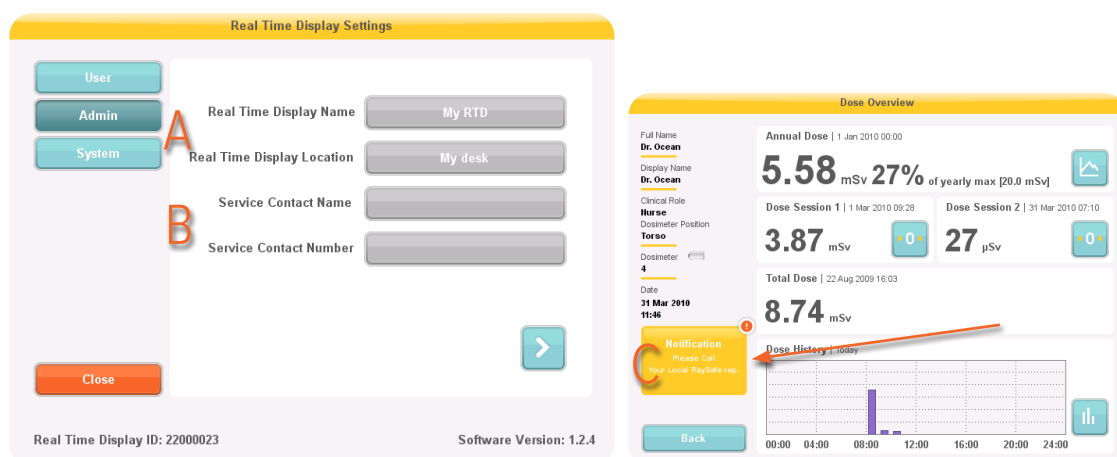 Real Time Display Settings
User
Admin
System
A
Real Time Display Name
My RTD
Real Time Display Location
My desk
B
Service Contact Name
Service Contact Number
>
Close
Real Time Display ID: 22000023
Software Version: 1.2.4
Dose Overview
Full Name
Dr. Ocean
Display Name
Dr. Ocean
Clinical Role
Nurse
Dosimeter Position
Torso
Dosimeter
4
Date
31 Mar 2010
11:46
!
Notification
Please Call
Your Local RaySafe rep.
C
Back
Annual Dose | 1 Jan 2010 00:00
5.58 mSv 27% of yearly max [20.0 mSv]
Dose Session 1 | 1 Mar 2010 09:28
3.87 mSv
0
Dose Session 2 | 31 Mar 2010 07:10
27 µSv
0
Total Dose | 22 Aug 2009 16:03
8.74 mSv
Dose History | Today
00:00 04:00 08:00 12:00 16:00 20:00 24:00